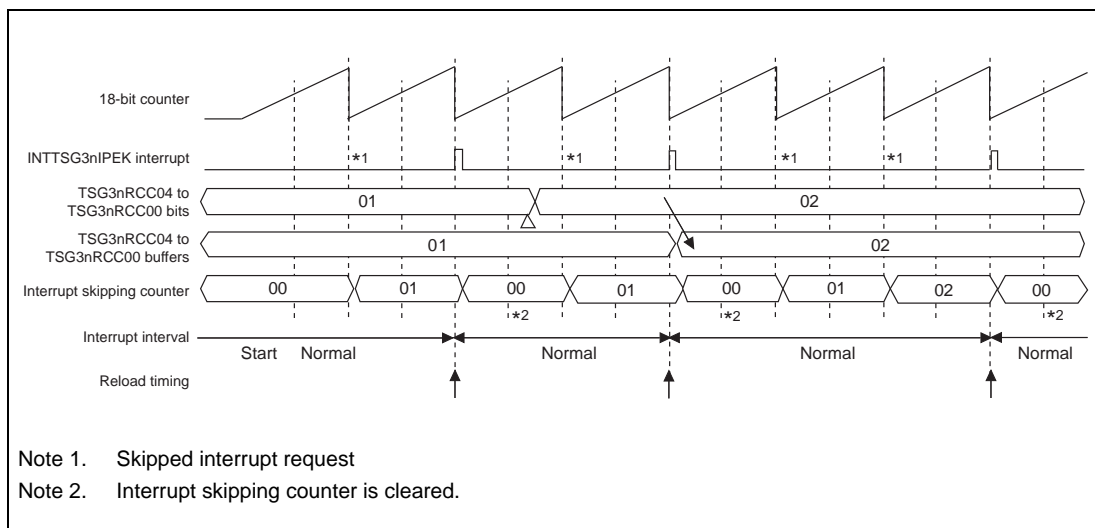 18-bit counter
INTTSG3nIPEK interrupt
*1 *1 *1 *1
TSG3nRCC04 to
TSG3nRCC00 bits
01 02
TSG3nRCC04 to
TSG3nRCC00 buffers
01 02
Interrupt skipping counter
00 01 00 01 00 01 02 00
*2 *2 *2
Interrupt interval
Start Normal Normal Normal Normal
Reload timing
Note 1. Skipped interrupt request
Note 2. Interrupt skipping counter is cleared.